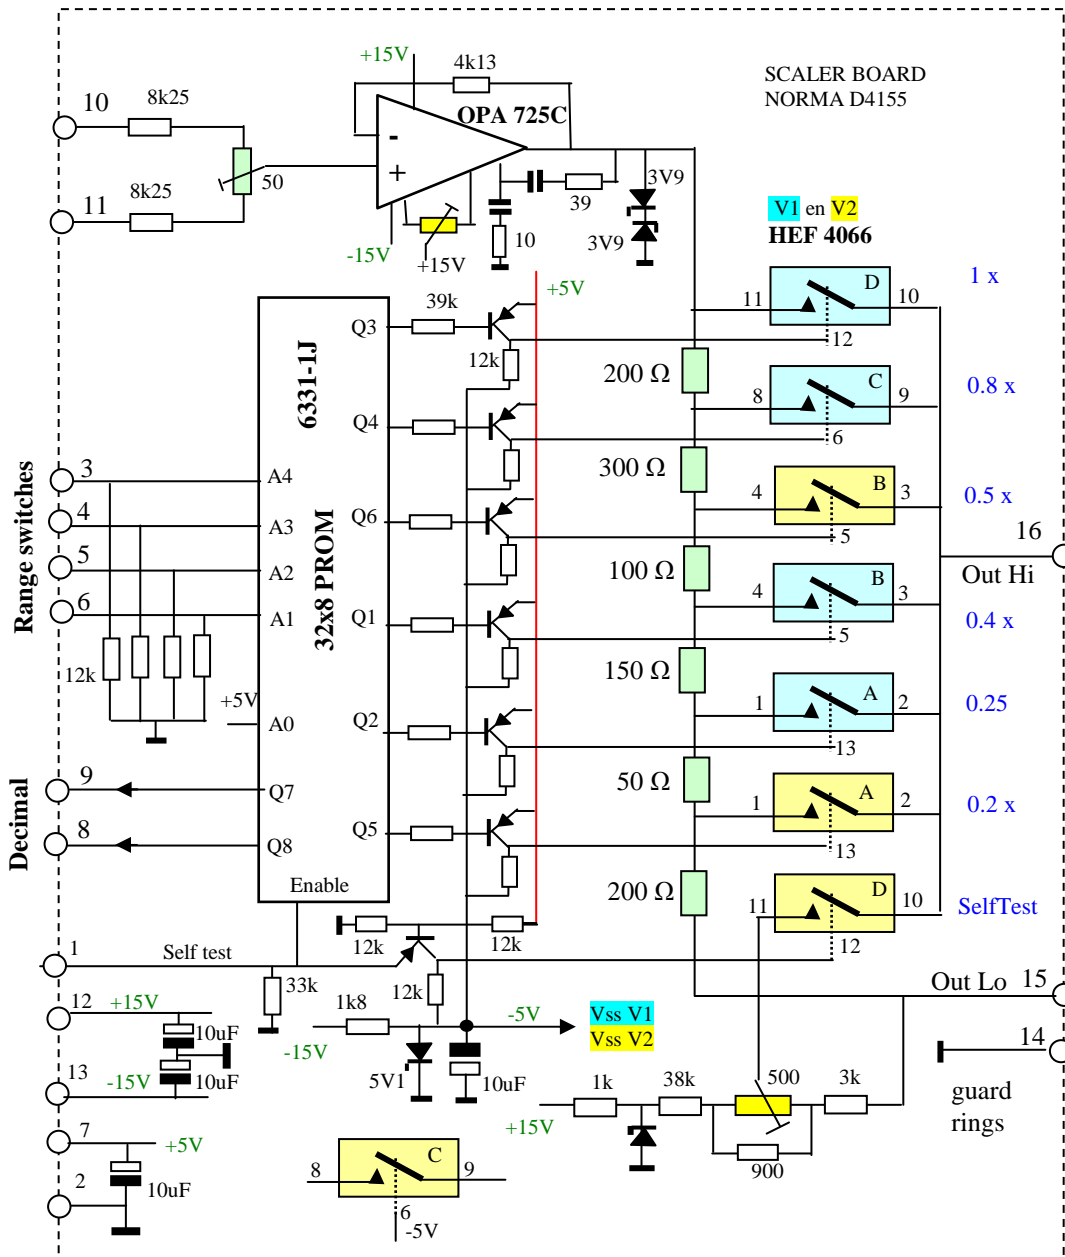 +15V
4k13
SCALER BOARD
NORMA D4155
10
8k25
OPA 725C
-
+
50
11
8k25
39
3V9
3V9
10
-15V
+15V
V1 en V2
HEF 4066
+5V
1 x
39k
Q3
12k
11
D
10
12
200 Ω
6331-1J
32x8 PROM
Q4
8
C
9
6
0.8 x
300 Ω
Range switches
3
A4
4
A3
5
A2
6
A1
Q6
4
B
3
5
0.5 x
16
Out Hi
100 Ω
Q1
4
B
3
5
0.4 x
12k
150 Ω
+5V
A0
Q2
1
A
2
13
0.25
50 Ω
Decimal
9
Q7
8
Q8
Q5
1
A
2
13
0.2 x
Enable
200 Ω
11
D
10
12
SelfTest
12k
12k
1
Self test
33k
12k
Out Lo
15
12
+15V
10uF
1k8
-15V
-5V
Vss V1
Vss V2
14
guard
rings
13
-15V
10uF
5V1
10uF
1k
38k
500
3k
+15V
900
7
+5V
10uF
2
8
C
9
6
-5V